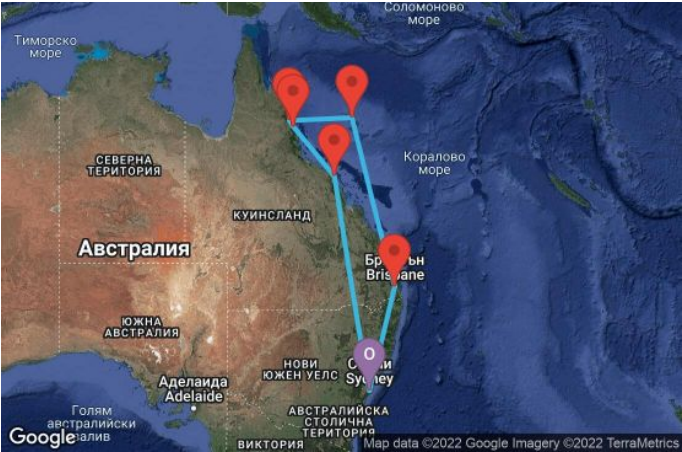 Соломоново
море
Тиморско
море
СЕВЕРНА
ТЕРИТОРИЯ
Коралово
море
КУИНСЛАНД
Австралия
Brisbane
ЮЖНА
АВСТРАЛИЯ
O
НОВИ
ЮЖЕН УЕЛС
Sydney
Аделаида
Adelaide
Голям
австралийски
залив
АВСТРАЛИЙСКА
СТОЛИЧНА
ТЕРИТОРИЯ
ВИКТОРИЯ
Google
Map data ©2022 Google Imagery ©2022 TerraMetrics